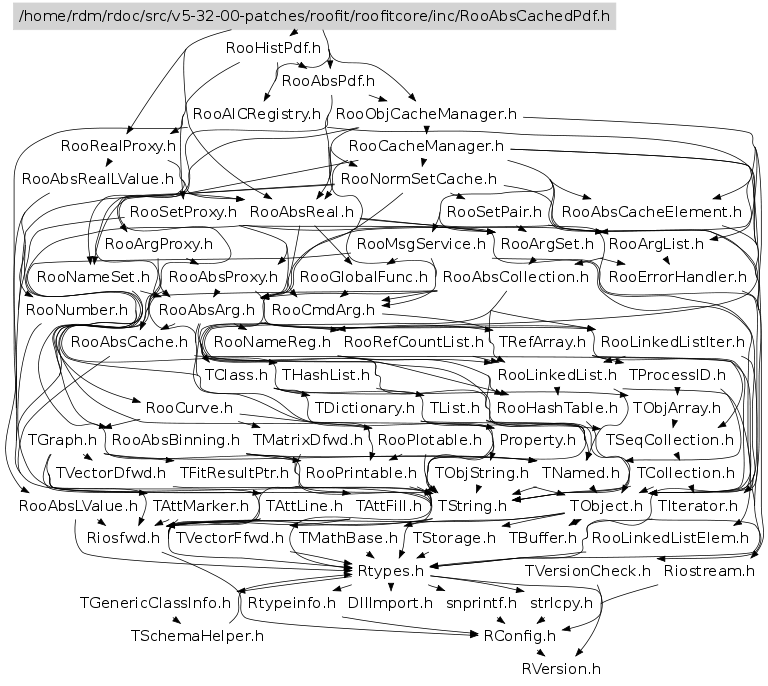 /home/rdm/rdoc/src/v5-32-00-patches/roofit/roofitcore/inc/RooAbsCachedPdf.h
RooHistPdf.h
RooAbsPdf.h
RooAICRegistry.h RooObjCacheManager.h
RooRealProxy.h RooCacheManager.h
RooAbsRealLValue.h RooNormSetCache.h
RooSetProxy.h RooAbsReal.h RooSetPair.h RooAbsCacheElement.h
RooArgProxy.h RooMsgService.h RooArgSet.h RooArgList.h
RooNameSet.h RooAbsProxy.h RooGlobalFunc.h RooAbsCollection.h RooErrorHandler.h
RooNumber.h RooAbsArg.h RooCmdArg.h
RooAbsCache.h RooNameReg.h RooRefCountList.h TRefArray.h RooLinkedListIter.h
TClass.h THashList.h RooLinkedList.h TProcessID.h
RooCurve.h TDictionary.h TList.h RooHashTable.h TObjArray.h
TGraph.h RooAbsBinning.h TMatrixDfwd.h RooPlotable.h Property.h TSeqCollection.h
TVectorDfwd.h TFitResultPtr.h RooPrintable.h TObjString.h TNamed.h TCollection.h
RooAbsLValue.h TAttMarker.h TAttLine.h TAttFill.h TString.h TObject.h TIterator.h
Riosfwd.h TVectorFfwd.h TMathBase.h TStorage.h TBuffer.h RooLinkedListElem.h
Rtypes.h TVersionCheck.h Riostream.h
TGenericClassInfo.h Rtypeinfo.h DllImport.h snprintf.h strlcpy.h
TSchemaHelper.h RConfig.h
RVersion.h